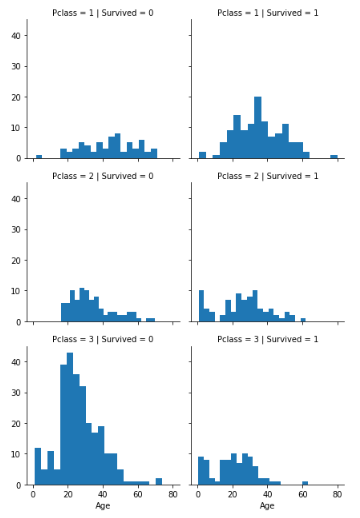 Pclass = 1 | Survived = 0
Pclass = 1 | Survived = 1
40
30
20
10
0
Pclass = 2 | Survived = 0
Pclass = 2 | Survived = 1
40
30
20
10
0
Pclass = 3 | Survived = 0
Pclass = 3 | Survived = 1
40
30
20
10
0
0 20 40 60 80
0 20 40 60 80
Age
Age